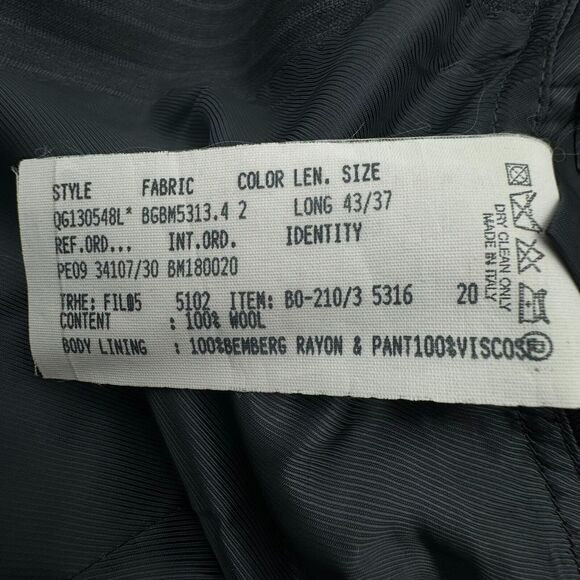 STYLE FABRIC COLOR LEN. SIZE
QG130548L* BGBM5313.4 2 LONG 43/37
REF.ORD... INT.ORD. IDENTITY
PE09 34107/30 BM180020
TRHE: FIL05 5102 ITEM: BO-210/3 5316 20
CONTENT : 100% WOOL
BODY LINING : 100%BEMBERG RAYON & PANT100%VISCOSE
DRY CLEAN ONLY
MADE IN ITALY